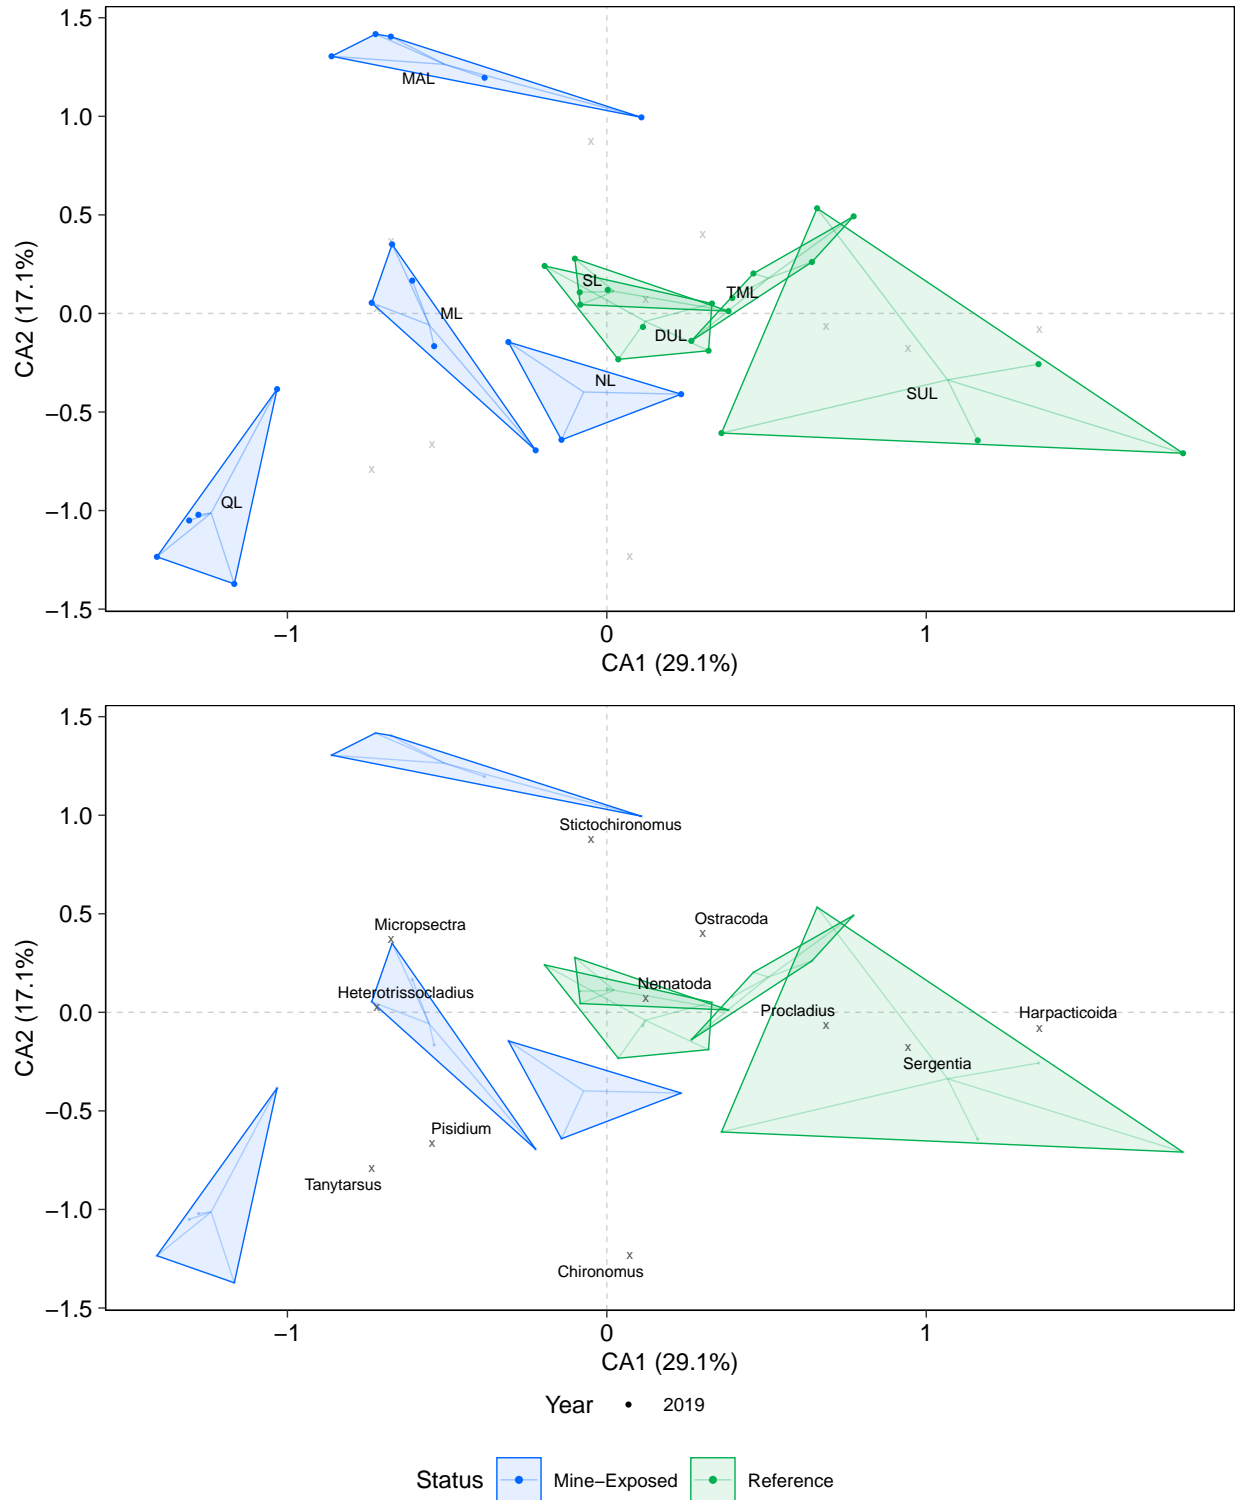 1.5
1.0
0.5
0.0
−0.5
−1.0
−1.5
CA2 (17.1%)
MAL
SL
TML
ML
DUL
NL
SUL
QL
−1
0
1
CA1 (29.1%)
1.5
1.0
0.5
0.0
−0.5
−1.0
−1.5
CA2 (17.1%)
Stictochironomus
Micropsectra
Ostracoda
Heterotrissocladius
Nematoda
Procladius
Harpacticoida
Sergentia
Pisidium
Tanytarsus
Chironomus
−1
0
1
CA1 (29.1%)
Year
2019
Status
Mine−Exposed
Reference